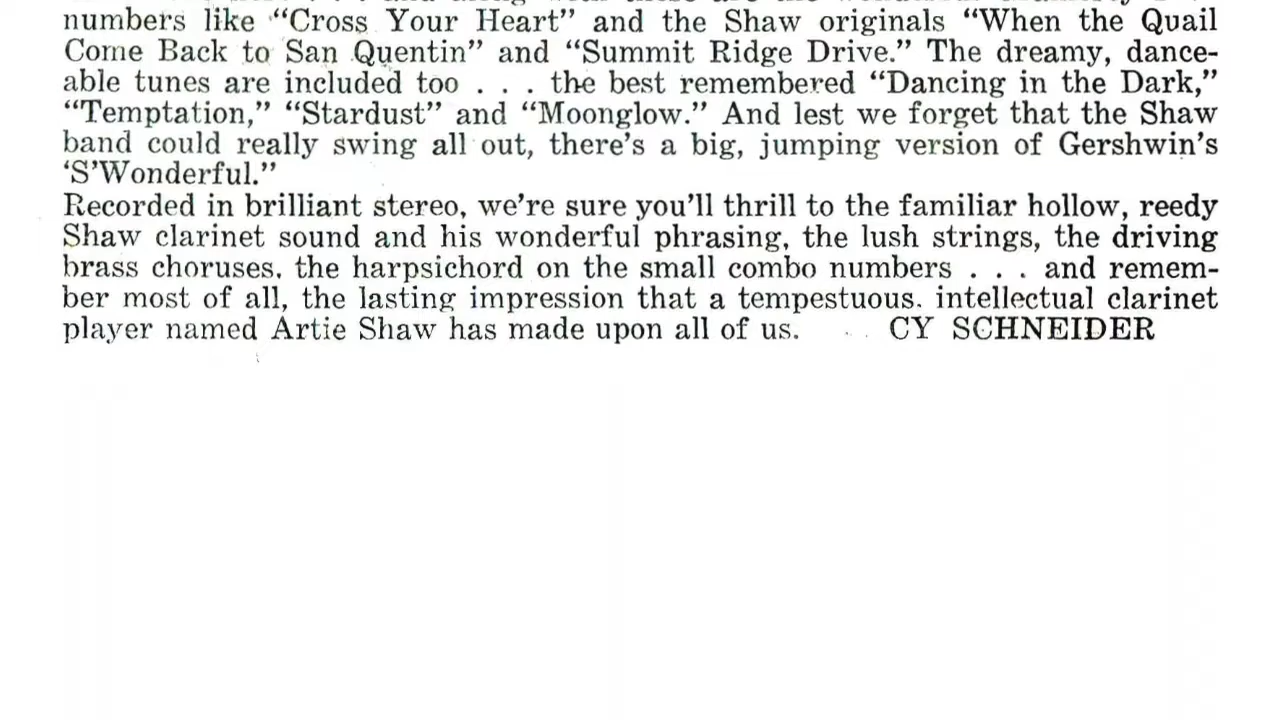 numbers like “Cross Your Heart” and the Shaw originals “When the Quail
Come Back to San Quentin” and “Summit Ridge Drive.” The dreamy, dance-
able tunes are included too . . . the best remembered “Dancing in the Dark,”
“Temptation,” “Stardust” and “Moonglow.” And lest we forget that the Shaw
band could really swing all out, there’s a big, jumping version of Gershwin’s
‘S’Wonderful.”
Recorded in brilliant stereo, we’re sure you’ll thrill to the familiar hollow, reedy
Shaw clarinet sound and his wonderful phrasing, the lush strings, the driving
brass choruses, the harpsichord on the small combo numbers . . . and remem-
ber most of all, the lasting impression that a tempestuous. intellectual clarinet
player named Artie Shaw has made upon all of us. CY SCHNEIDER